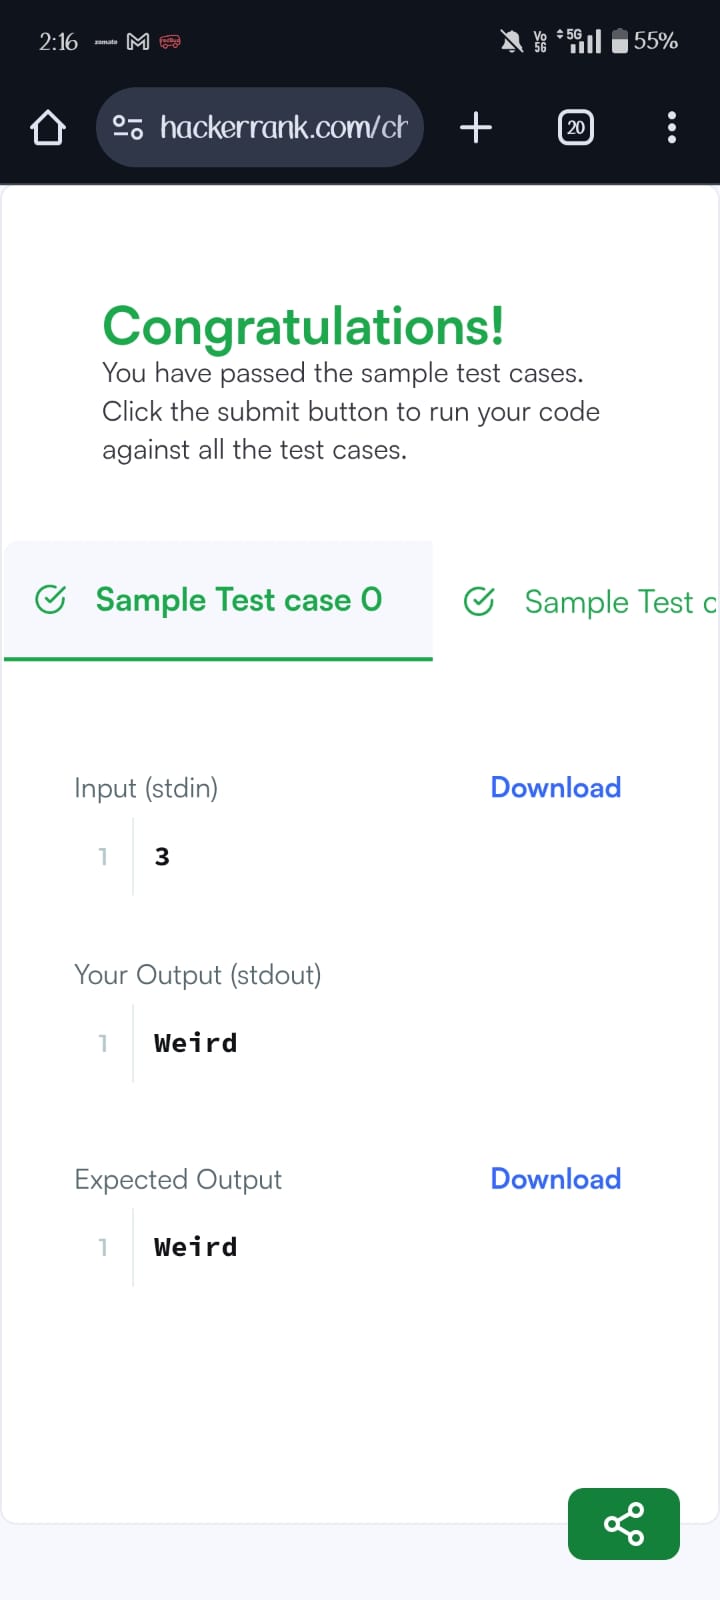 2:16 zomato M redBus Vo 5G 5G 55%
hackerrank.com/ch 20
Congratulations!
You have passed the sample test cases.
Click the submit button to run your code
against all the test cases.
Sample Test case 0 Sample Test c
Input (stdin) Download
1 3
Your Output (stdout)
1 Weird
Expected Output Download
1 Weird